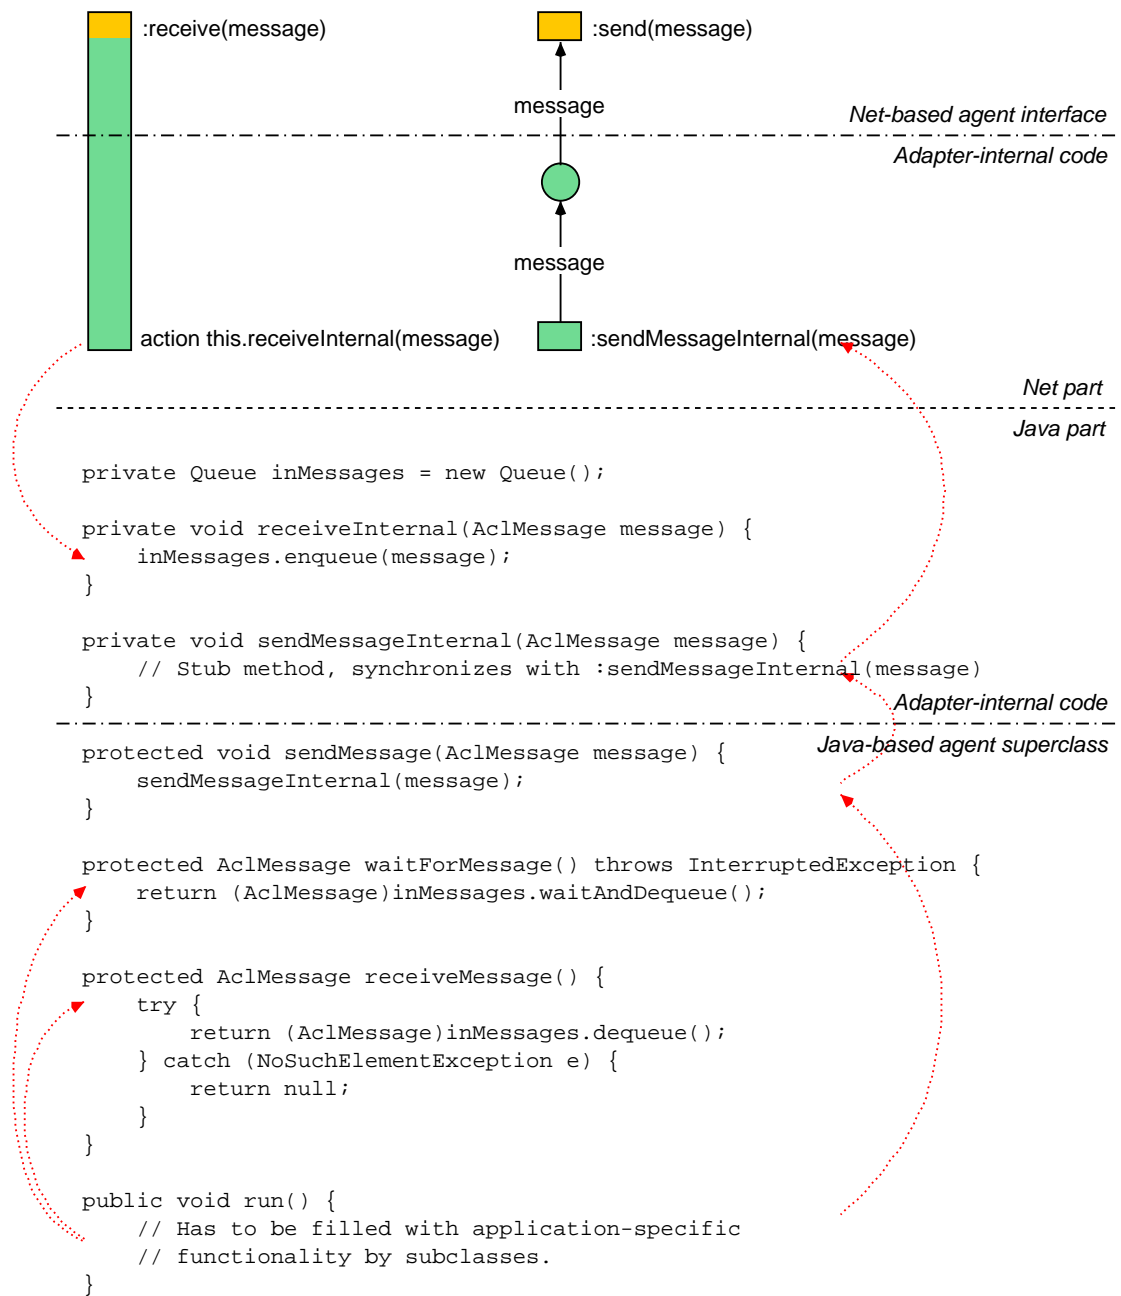 :receive(message)
:send(message)
message
Net-based agent interface
Adapter-internal code
message
action this.receiveInternal(message)
:sendMessageInternal(message)
Net part
Java part
private Queue inMessages = new Queue();
private void receiveInternal(AclMessage message) {
    inMessages.enqueue(message);
}
private void sendMessageInternal(AclMessage message) {
    // Stub method, synchronizes with :sendMessageInternal(message)
}
Adapter-internal code
Java-based agent superclass
protected void sendMessage(AclMessage message) {
    sendMessageInternal(message);
}
protected AclMessage waitForMessage() throws InterruptedException {
    return (AclMessage)inMessages.waitAndDequeue();
}
protected AclMessage receiveMessage() {
    try {
        return (AclMessage)inMessages.dequeue();
    } catch (NoSuchElementException e) {
        return null;
    }
}
public void run() {
    // Has to be filled with application-specific
    // functionality by subclasses.
}